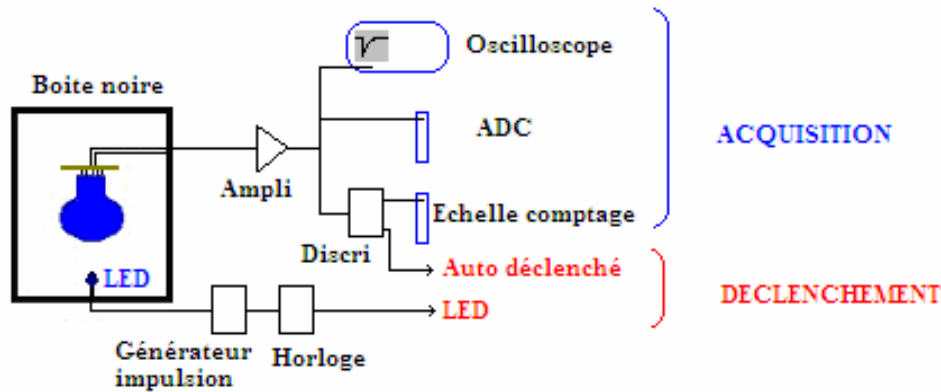 Oscilloscope
Boite noire
ADC
ACQUISITION
Ampli
Echelle comptage
Discri
LED
Auto déclenché
DECLENCHEMENT
LED
Générateur
impulsion
Horloge